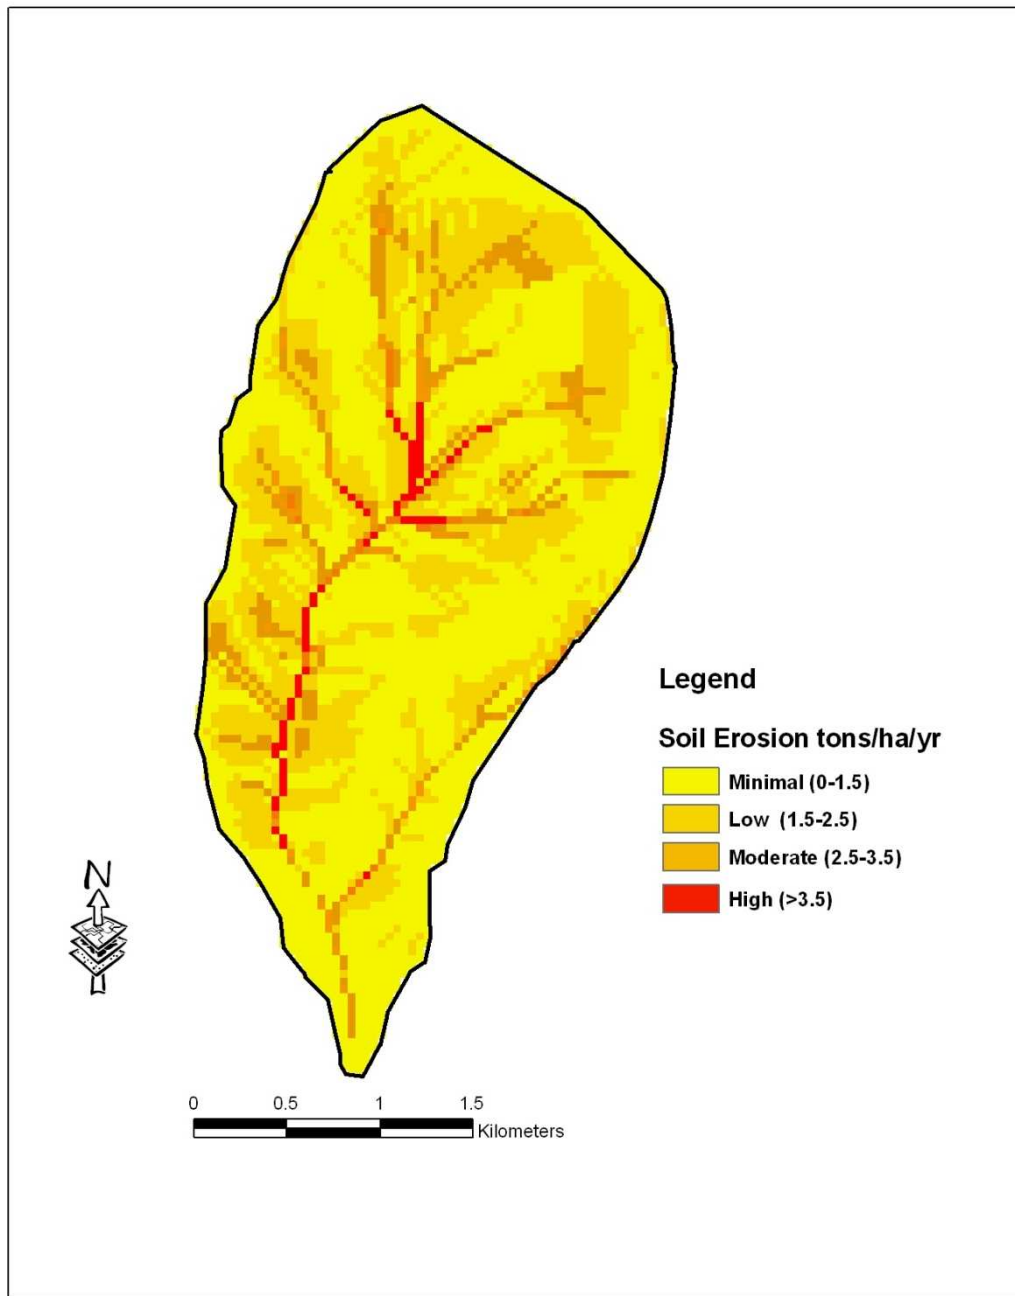 Legend
Soil Erosion tons/ha/yr
Minimal (0-1.5)
Low (1.5-2.5)
Moderate (2.5-3.5)
High (>3.5)
N
0 0.5 1 1.5
Kilometers